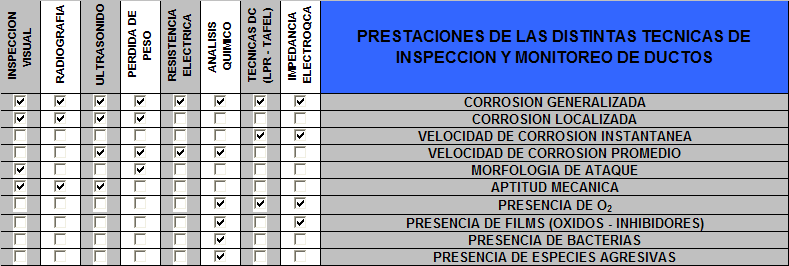 INSPECCION
VISUAL
RADIOGRAFIA
ULTRASONIDO
PERDIDA DE
PESO
RESISTENCIA
ELECTRICA
ANALISIS
QUIMICO
TECNICAS DC
(LPR - TAFEL)
IMPEDANCIA
ELECTROQCA
PRESTACIONES DE LAS DISTINTAS TECNICAS DE
INSPECCION Y MONITOREO DE DUCTOS
CORROSION GENERALIZADA
CORROSION LOCALIZADA
VELOCIDAD DE CORROSION INSTANTANEA
VELOCIDAD DE CORROSION PROMEDIO
MORFOLOGIA DE ATAQUE
APTITUD MECANICA
PRESENCIA DE O₂
PRESENCIA DE FILMS (OXIDOS - INHIBIDORES)
PRESENCIA DE BACTERIAS
PRESENCIA DE ESPECIES AGRESIVAS